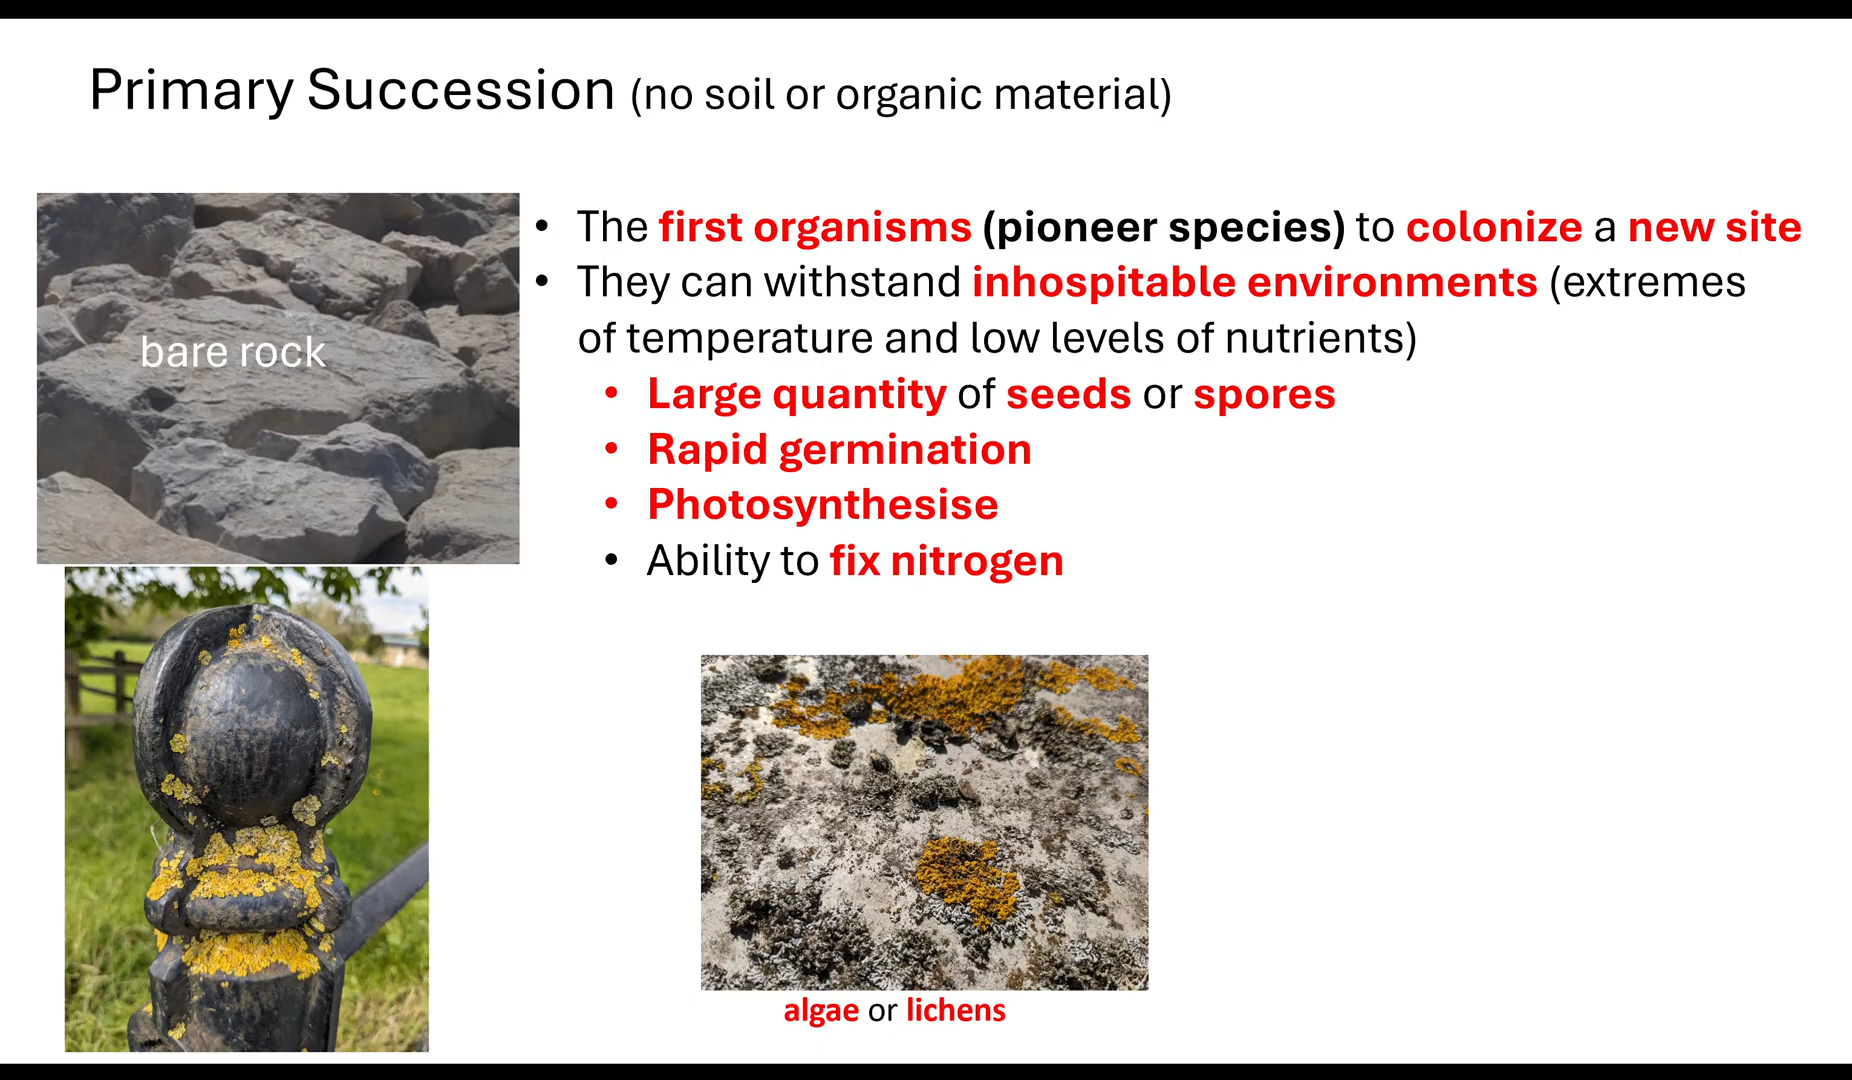 Primary Succession (no soil or organic material)
bare rock
• The first organisms (pioneer species) to colonize a new site
• They can withstand inhospitable environments (extremes
of temperature and low levels of nutrients)
• Large quantity of seeds or spores
• Rapid germination
• Photosynthesise
• Ability to fix nitrogen
algae or lichens